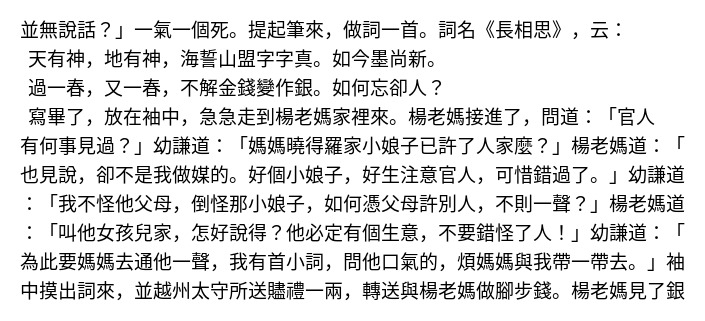 並無說話？」一氣一個死。提起筆來，做詞一首。詞名《長相思》，云：
天有神，地有神，海誓山盟字字真。如今墨尚新。
過一春，又一春，不解金錢變作銀。如何忘卻人？
寫畢了，放在袖中，急急走到楊老媽家裡來。楊老媽接進了，問道：「官人
有何事見過？」幼謙道：「媽媽曉得羅家小娘子已許了人家麼？」楊老媽道：「
也見說，卻不是我做媒的。好個小娘子，好生注意官人，可惜錯過了。」幼謙道
：「我不怪他父母，倒怪那小娘子，如何憑父母許別人，不則一聲？」楊老媽道
：「叫他女孩兒家，怎好說得？他必定有個生意，不要錯怪了人！」幼謙道：「
為此要媽媽去通他一聲，我有首小詞，問他口氣的，煩媽媽與我帶一帶去。」袖
中摸出詞來，並越州太守所送贐禮一兩，轉送與楊老媽做腳步錢。楊老媽見了銀